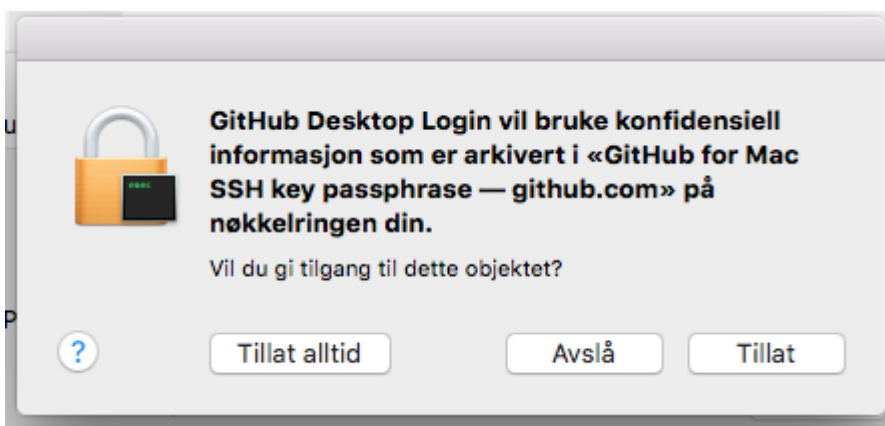 GitHub Desktop Login vil bruke konfidensiell
informasjon som er arkivert i «GitHub for Mac
SSH key passphrase — github.com» på
nøkkelringen din.
Vil du gi tilgang til dette objektet?
?
Tillat alltid
Avslå
Tillat